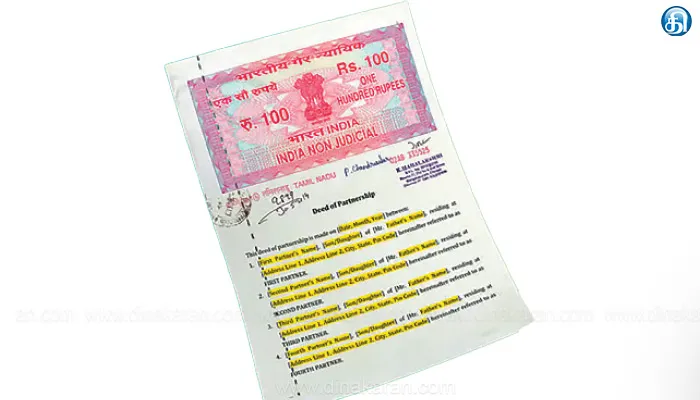 தி
भारतीय गैर न्यायिक
एक सौ रुपये
Rs. 100
ONE
HUNDRED RUPEES
रु. 100
भारत INDIA
INDIA NON JUDICIAL
TAMIL NADU
Deed of Partnership
This deed of partnership is made on [Date, Month, Year] between:
1. [First Partner's Name], [Son/Daughter] of [Mr. Father's Name], residing at
[Address Line 1, Address Line 2, City, State, Pin Code] hereinafter referred to as
FIRST PARTNER.
2. [Second Partner's Name], [Son/Daughter] of [Mr. Father's Name], residing at
[Address Line 1, Address Line 2, City, State, Pin Code] hereinafter referred to as
SECOND PARTNER.
3. [Third Partner's Name], [Son/Daughter] of [Mr. Father's Name], residing at
[Address Line 1, Address Line 2, City, State, Pin Code] hereinafter referred to as
THIRD PARTNER.
4. [Fourth Partner's Name], [Son/Daughter] of [Mr. Father's Name], residing at
[Address Line 1, Address Line 2, City, State, Pin Code] hereinafter referred to as
FOURTH PARTNER.
www.dinakaran.com